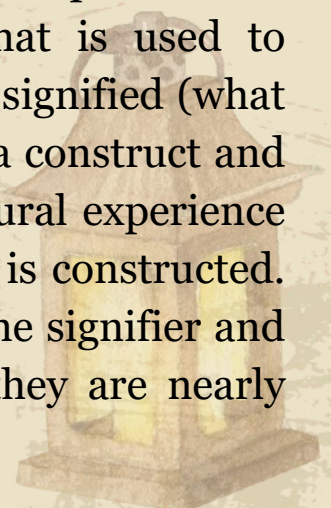 hat is used to
signified (what
a construct and
ural experience
is constructed.
he signifier and
hey are nearly